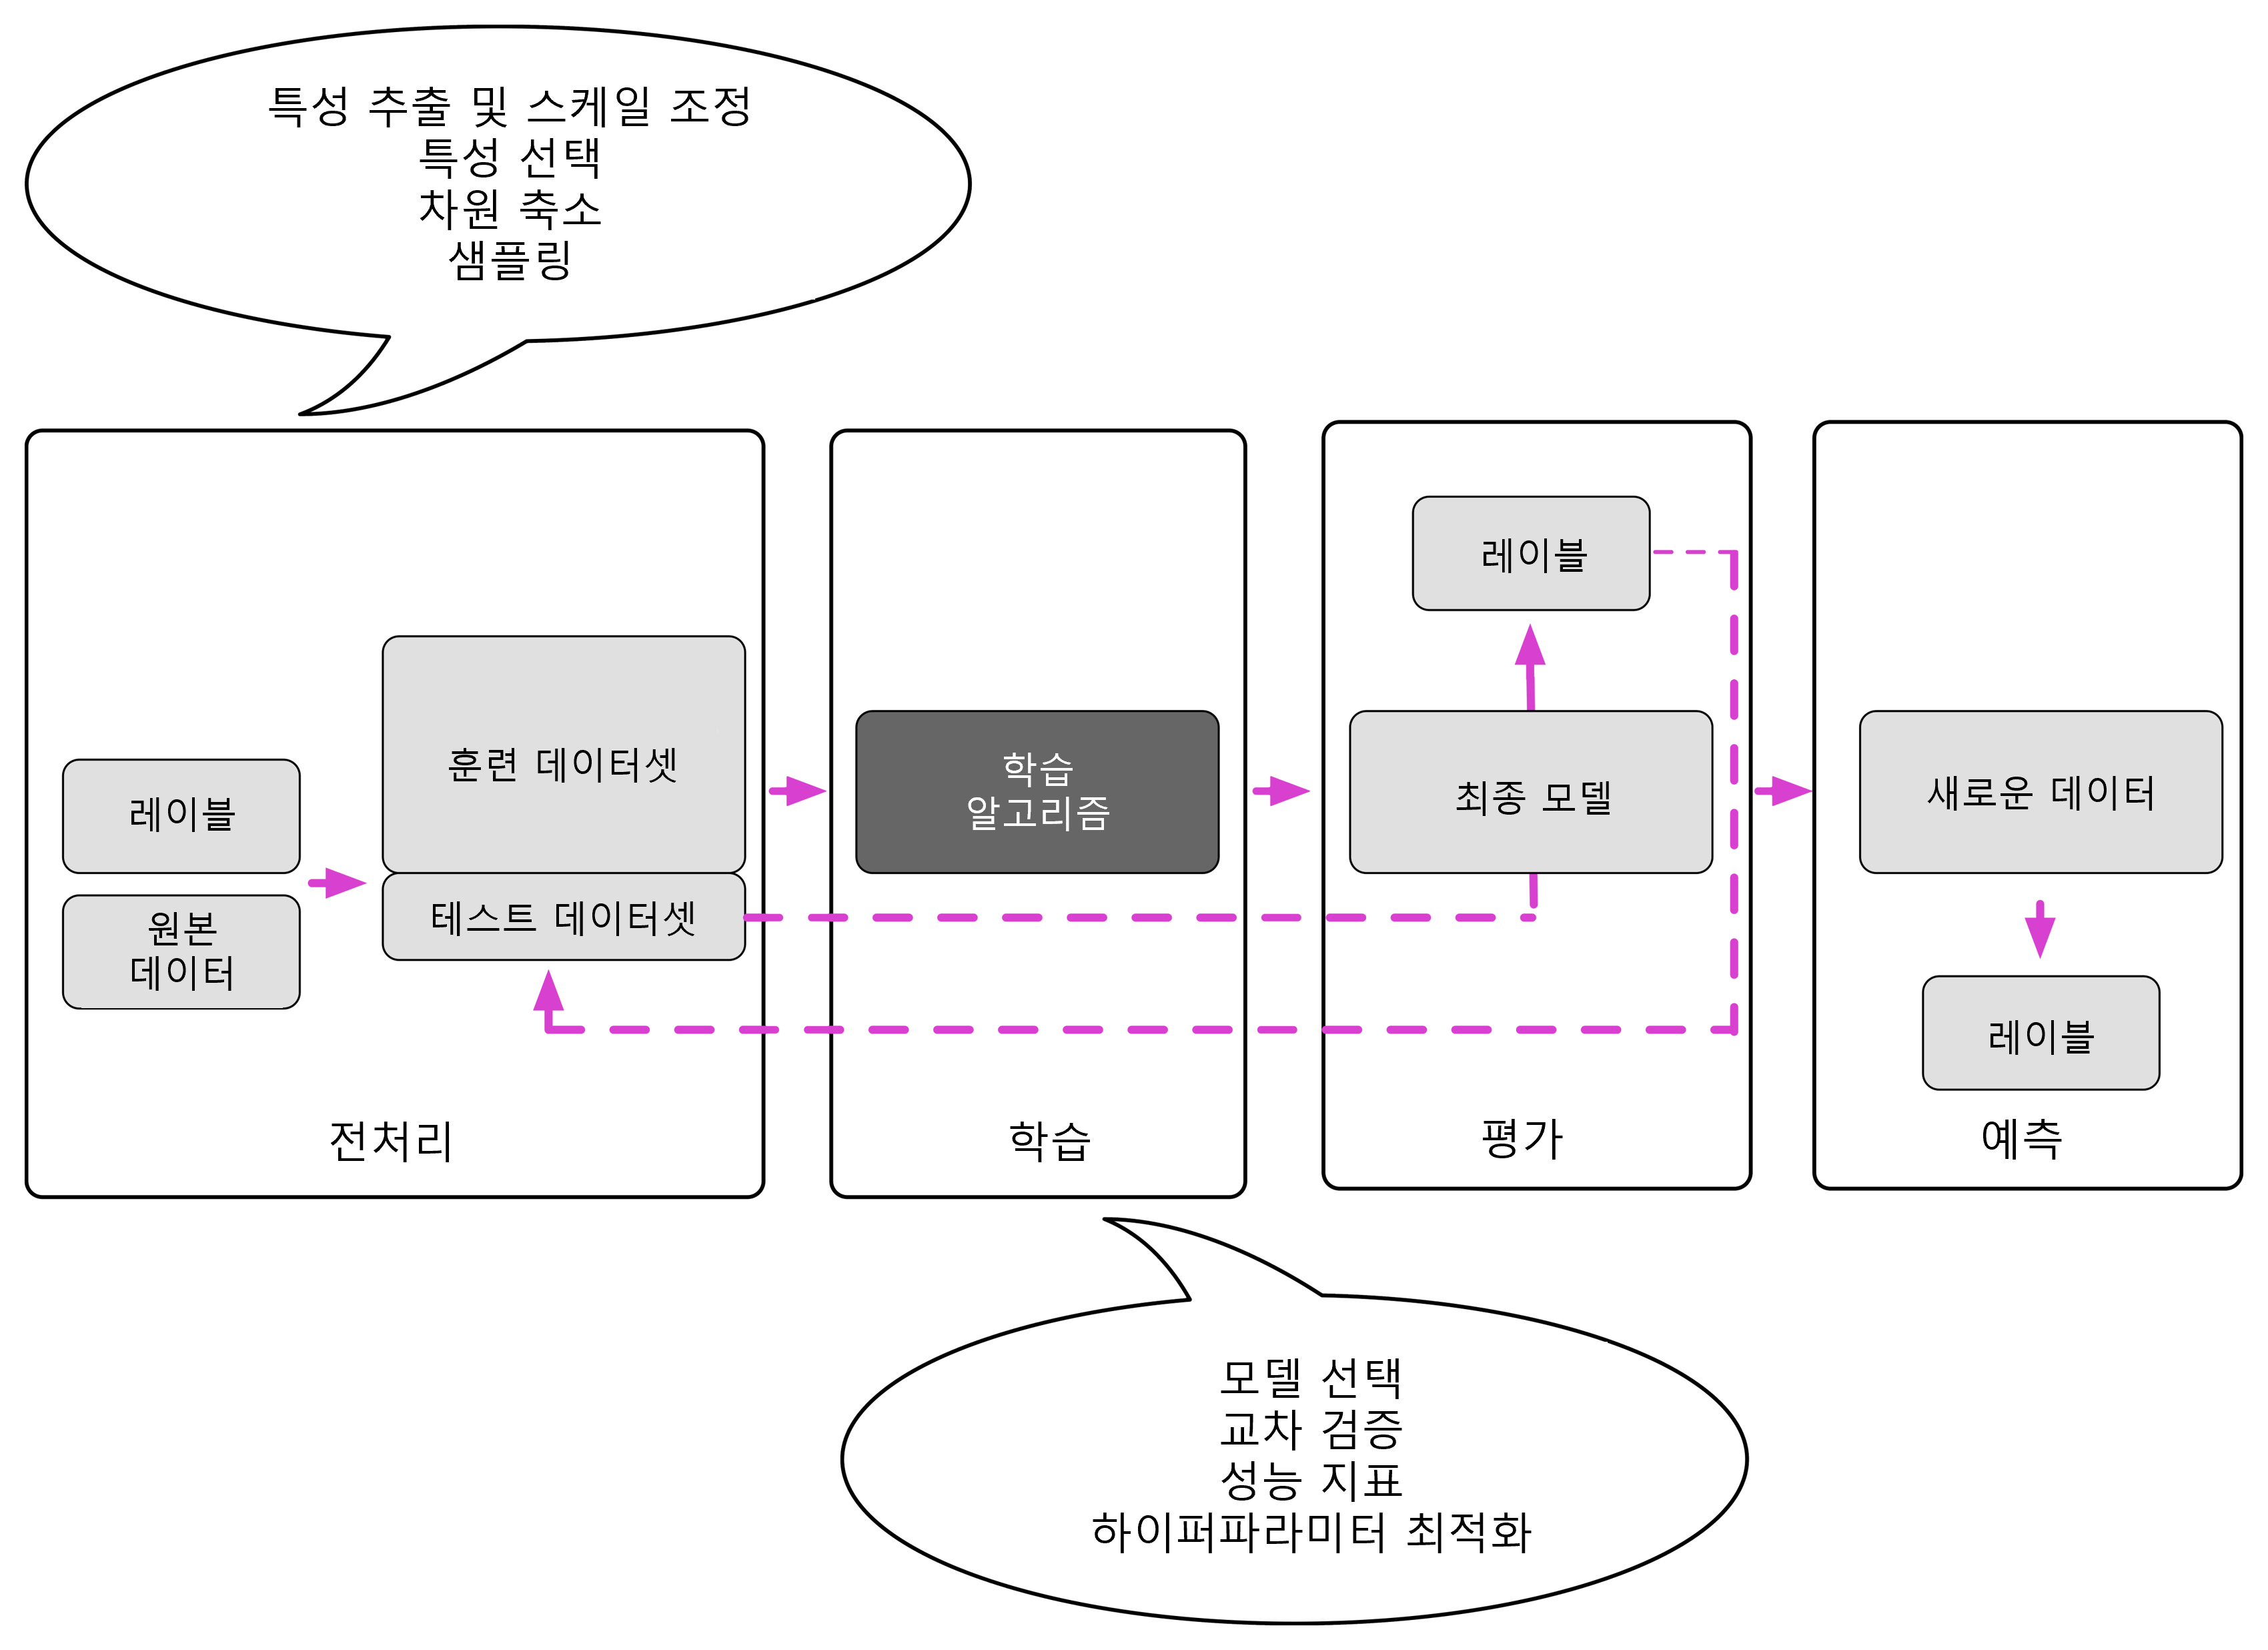 특성 추출 및 스케일 조정
특성 선택
차원 축소
샘플링
레이블
원본
데이터
훈련 데이터셋
테스트 데이터셋
전처리
학습
알고리즘
학습
레이블
최종 모델
평가
새로운 데이터
레이블
예측
모델 선택
교차 검증
성능 지표
하이퍼파라미터 최적화